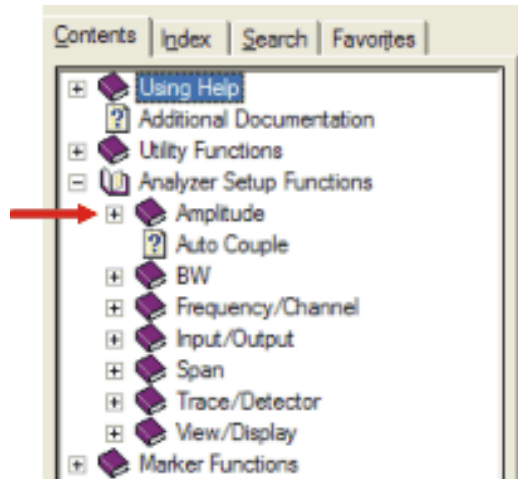 Contents Index Search Favorites
Using Help
Additional Documentation
Utility Functions
Analyzer Setup Functions
Amplitude
Auto Couple
BW
Frequency/Channel
Input/Output
Span
Trace/Detector
View/Display
Marker Functions